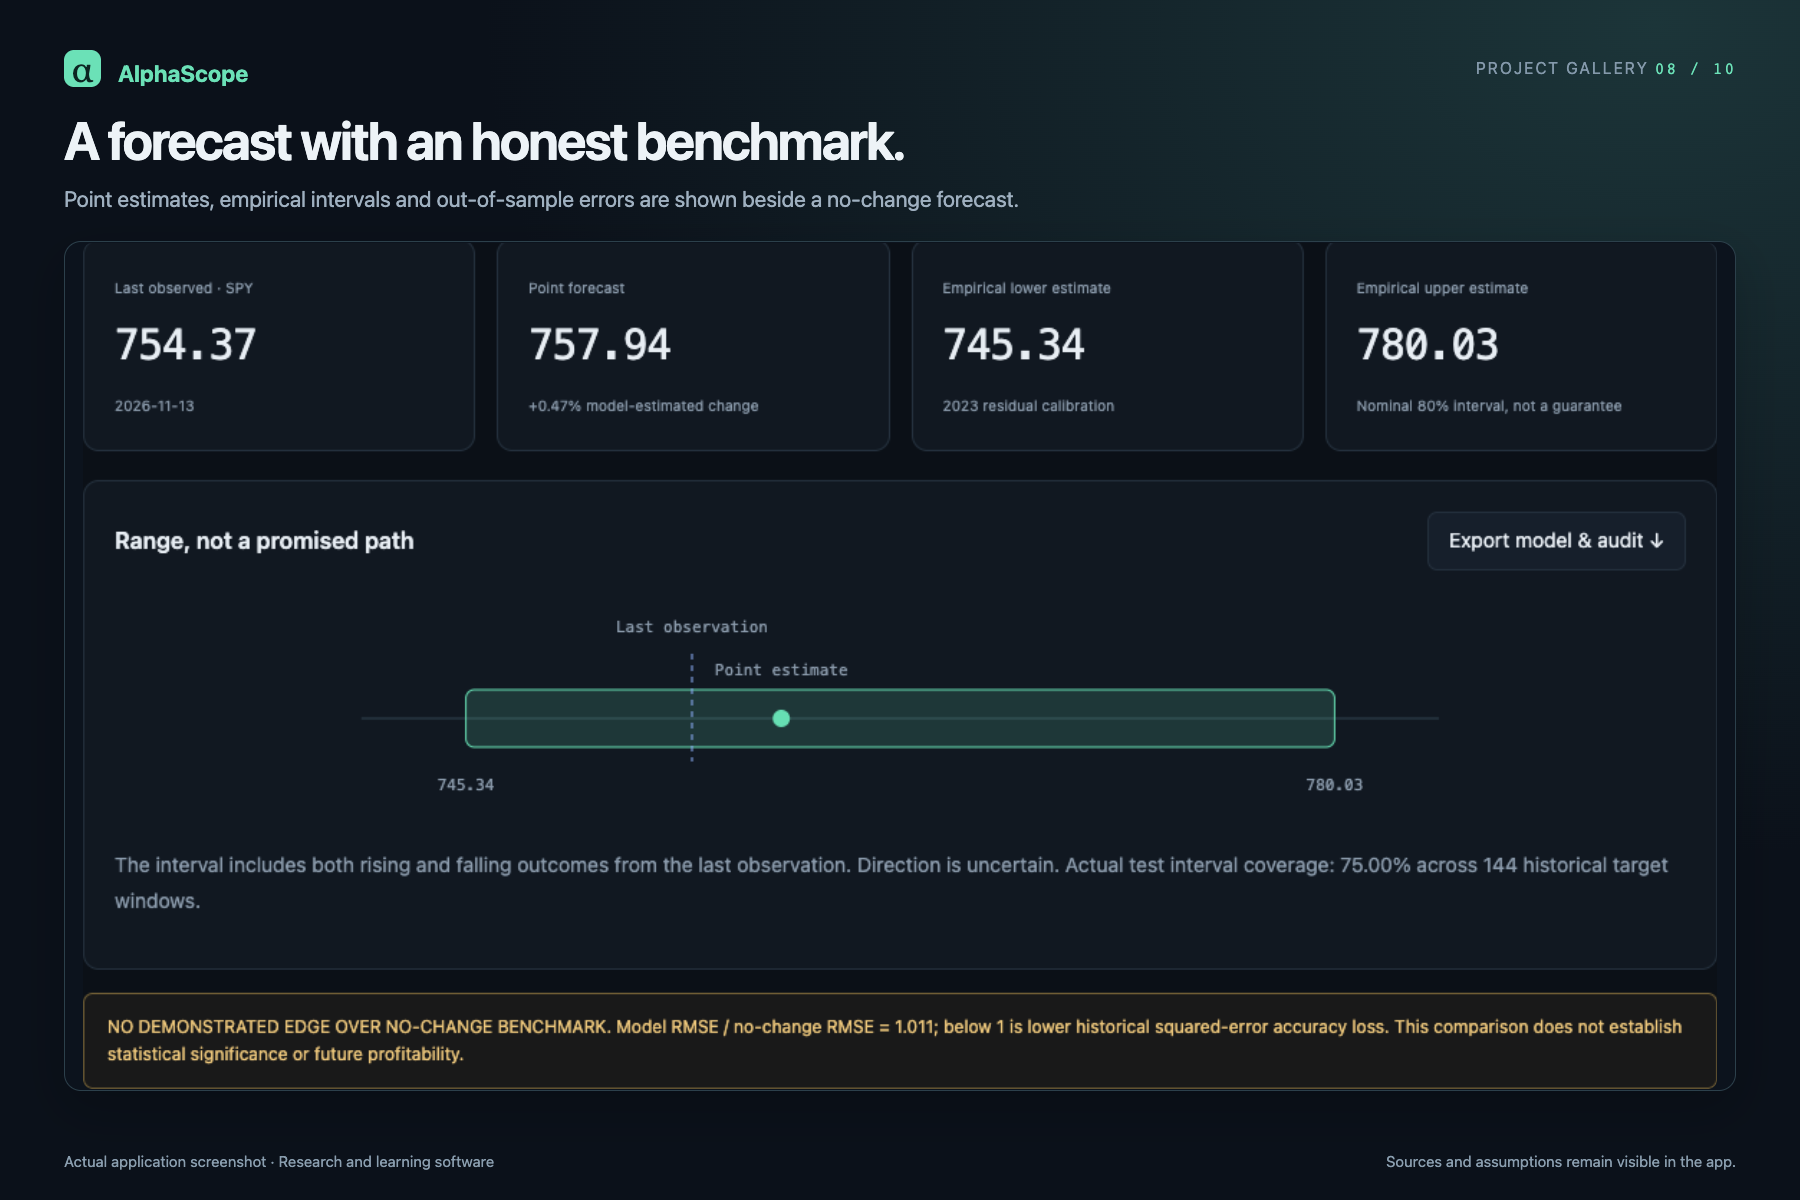 α AlphaScope
PROJECT GALLERY 08 / 10
A forecast with an honest benchmark.
Point estimates, empirical intervals and out-of-sample errors are shown beside a no-change forecast.
Last observed · SPY
754.37
2026-11-13
Point forecast
757.94
+0.47% model-estimated change
Empirical lower estimate
745.34
2023 residual calibration
Empirical upper estimate
780.03
Nominal 80% interval, not a guarantee
Range, not a promised path
Export model & audit ↓
Last observation
Point estimate
745.34
780.03
The interval includes both rising and falling outcomes from the last observation. Direction is uncertain. Actual test interval coverage: 75.00% across 144 historical target
windows.
NO DEMONSTRATED EDGE OVER NO-CHANGE BENCHMARK. Model RMSE / no-change RMSE = 1.011; below 1 is lower historical squared-error accuracy loss. This comparison does not establish
statistical significance or future profitability.
Actual application screenshot · Research and learning software
Sources and assumptions remain visible in the app.